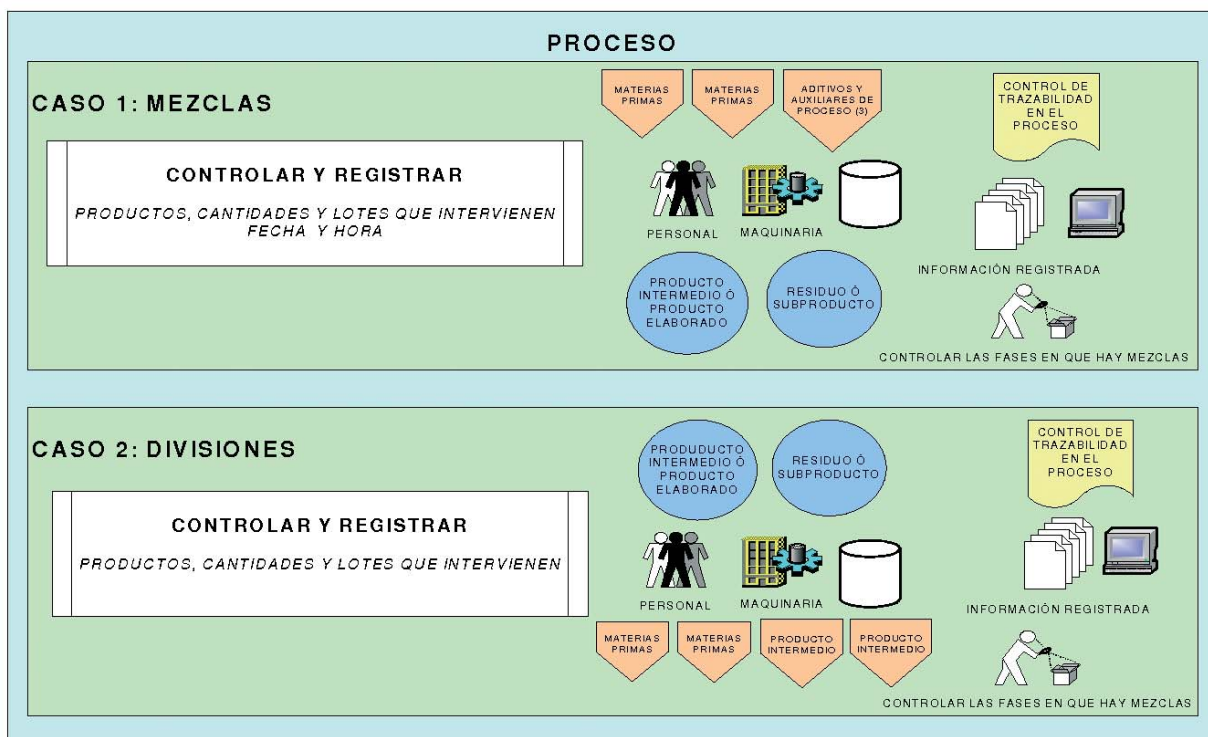 PROCESO
CASO 1: MEZCLAS
CONTROLAR Y REGISTRAR
PRODUCTOS, CANTIDADES Y LOTES QUE INTERVIENEN
FECHA Y HORA
MATERIAS
PRIMAS
MATERIAS
PRIMAS
ADITIVOS Y
AUXILIARES DE
PROCESO (3)
PERSONAL
MAQUINARIA
PRODUCTO
INTERMEDIO Ó
PRODUCTO
ELABORADO
RESIDUO Ó
SUBPRODUCTO
CONTROL DE
TRAZABILIDAD
EN EL
PROCESO
INFORMACIÓN REGISTRADA
CONTROLAR LAS FASES EN QUE HAY MEZCLAS
CASO 2: DIVISIONES
CONTROLAR Y REGISTRAR
PRODUCTOS, CANTIDADES Y LOTES QUE INTERVIENEN
PRODUDUCTO
INTERMEDIO Ó
PRODUCTO
ELABORADO
RESIDUO Ó
SUBPRODUCTO
PERSONAL
MAQUINARIA
MATERIAS
PRIMAS
MATERIAS
PRIMAS
PRODUCTO
INTERMEDIO
PRODUCTO
INTERMEDIO
CONTROL DE
TRAZABILIDAD
EN EL
PROCESO
INFORMACIÓN REGISTRADA
CONTROLAR LAS FASES EN QUE HAY MEZCLAS